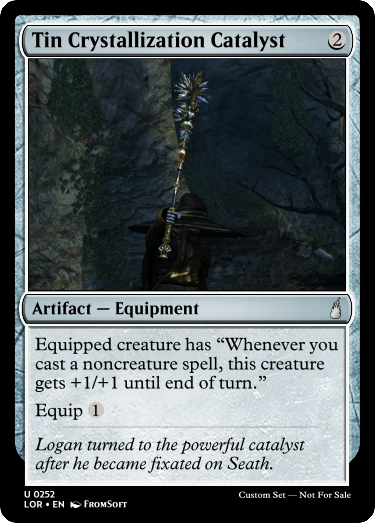 Tin Crystallization Catalyst 2
Artifact — Equipment
Equipped creature has “Whenever you
cast a noncreature spell, this creature
gets +1/+1 until end of turn.”
Equip 1
Logan turned to the powerful catalyst
after he became fixated on Seath.
U 0252
LOR • EN FROMSOFT
Custom Set — Not For Sale